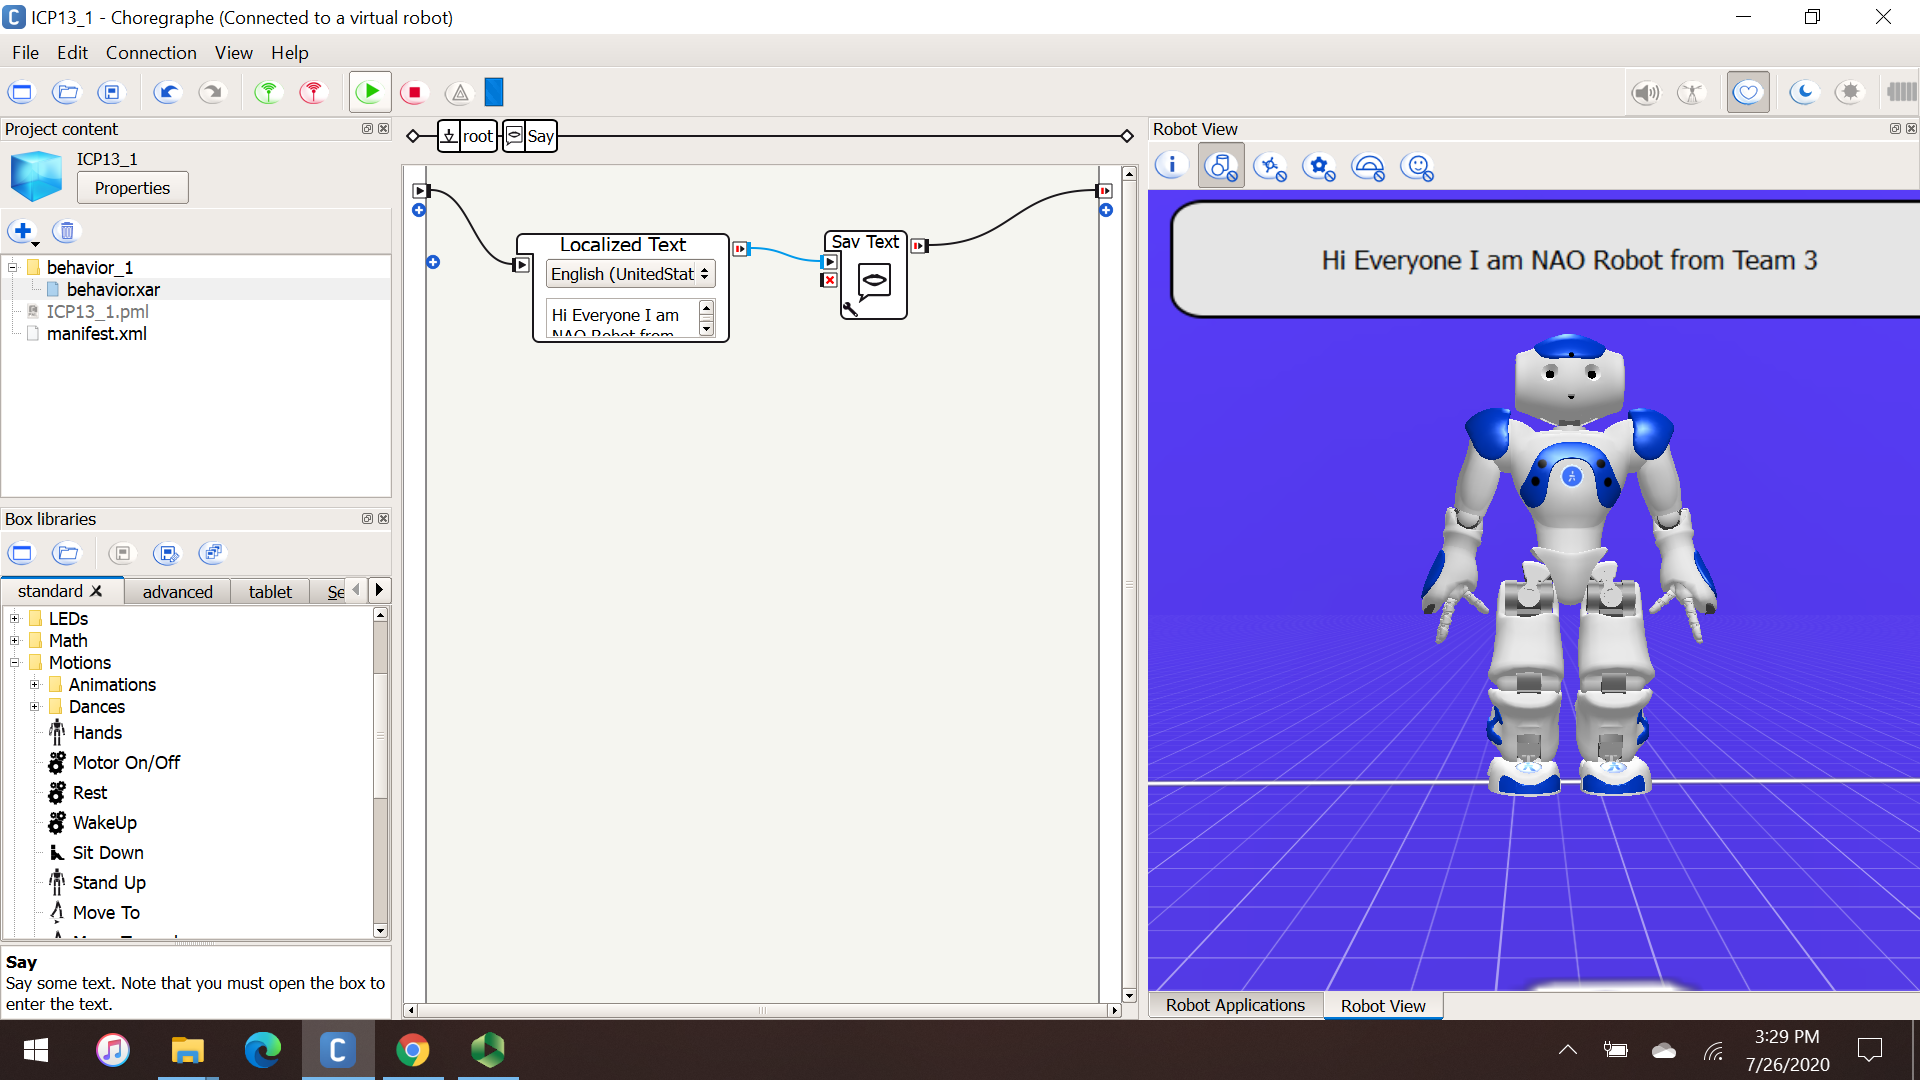 ICP13_1 - Choregraphe (Connected to a virtual robot)
File Edit Connection View Help
Project content
ICP13_1
Properties
behavior_1
behavior.xar
ICP13_1.pml
manifest.xml
Box libraries
standard advanced tablet Se
LEDs
Math
Motions
Animations
Dances
Hands
Motor On/Off
Rest
WakeUp
Sit Down
Stand Up
Move To
Say
Say some text. Note that you must open the box to
enter the text.
root Say
Localized Text
English (UnitedStat
Hi Everyone I am
NAO Robot from
Say Text
Robot View
Hi Everyone I am NAO Robot from Team 3
Robot Applications Robot View
3:29 PM
7/26/2020